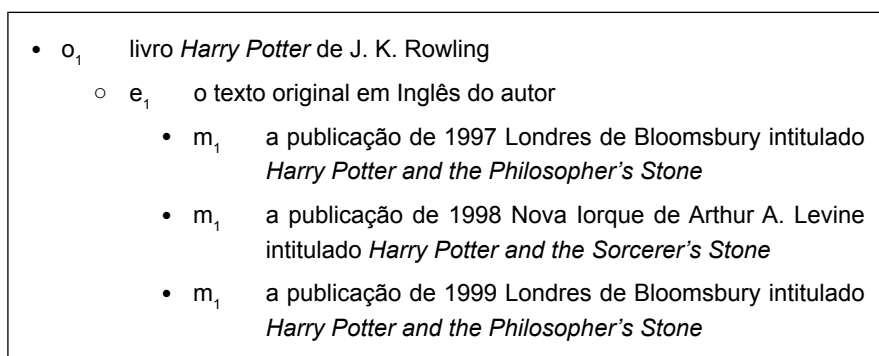 • o1 livro Harry Potter de J. K. Rowling
○ e1 o texto original em Inglês do autor
• m1 a publicação de 1997 Londres de Bloomsbury intitulado
Harry Potter and the Philosopher’s Stone
• m1 a publicação de 1998 Nova Iorque de Arthur A. Levine
intitulado Harry Potter and the Sorcerer’s Stone
• m1 a publicação de 1999 Londres de Bloomsbury intitulado
Harry Potter and the Philosopher’s Stone